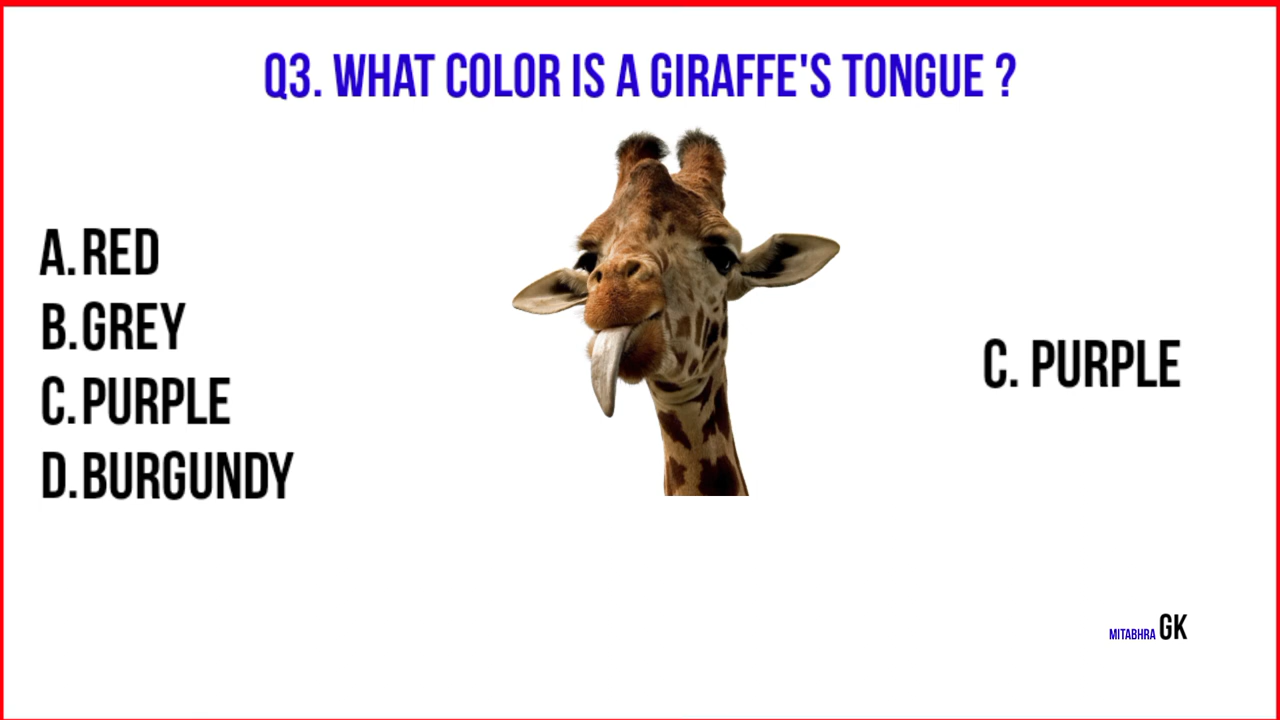 Q3. WHAT COLOR IS A GIRAFFE'S TONGUE ?
A. RED
B. GREY
C. PURPLE
D. BURGUNDY
C. PURPLE
MITABHRA GK